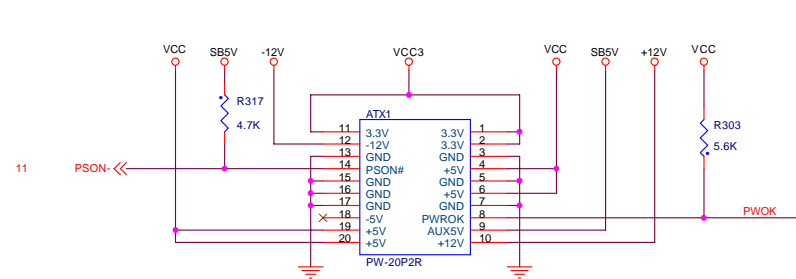 VCC SB5V -12V VCC3 VCC SB5V +12V VCC
R317 ATX1 R303
4.7K 5.6K
11 3.3V 3.3V 1
12 -12V 3.3V 2
13 GND GND 3
11 PSON- 14 PSON# +5V 4
15 GND GND 5
16 GND +5V 6
17 GND GND 7
18 -5V PWROK 8 PWOK
19 +5V AUX5V 9
20 +5V +12V 10
PW-20P2R